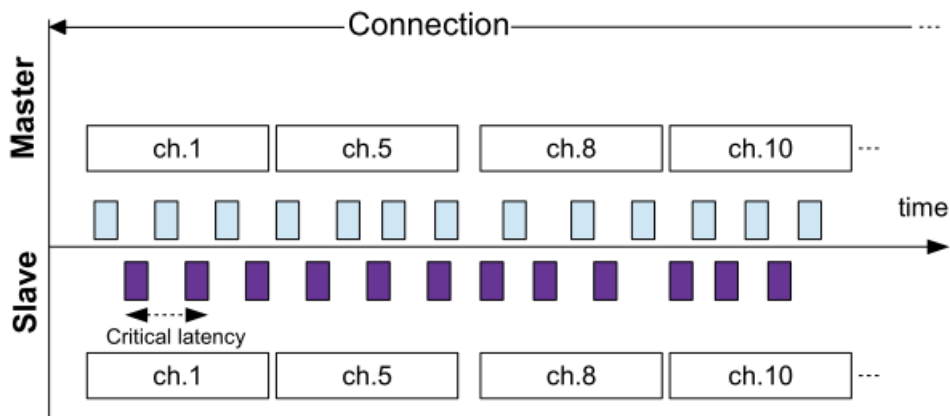 Connection ---
Master
ch.1 ch.5 ch.8 ch.10 ---
time
Slave
Critical latency
ch.1 ch.5 ch.8 ch.10 ---